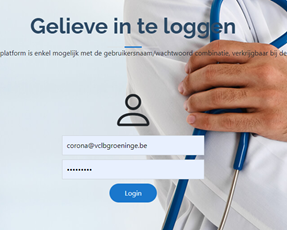 Gelieve in te loggen
platform is enkel mogelijk met de gebruikersnaam/wachtwoord combinatie, verkrijgbaar bij de
corona@vclbgroeninge.be
•••••••••
Login